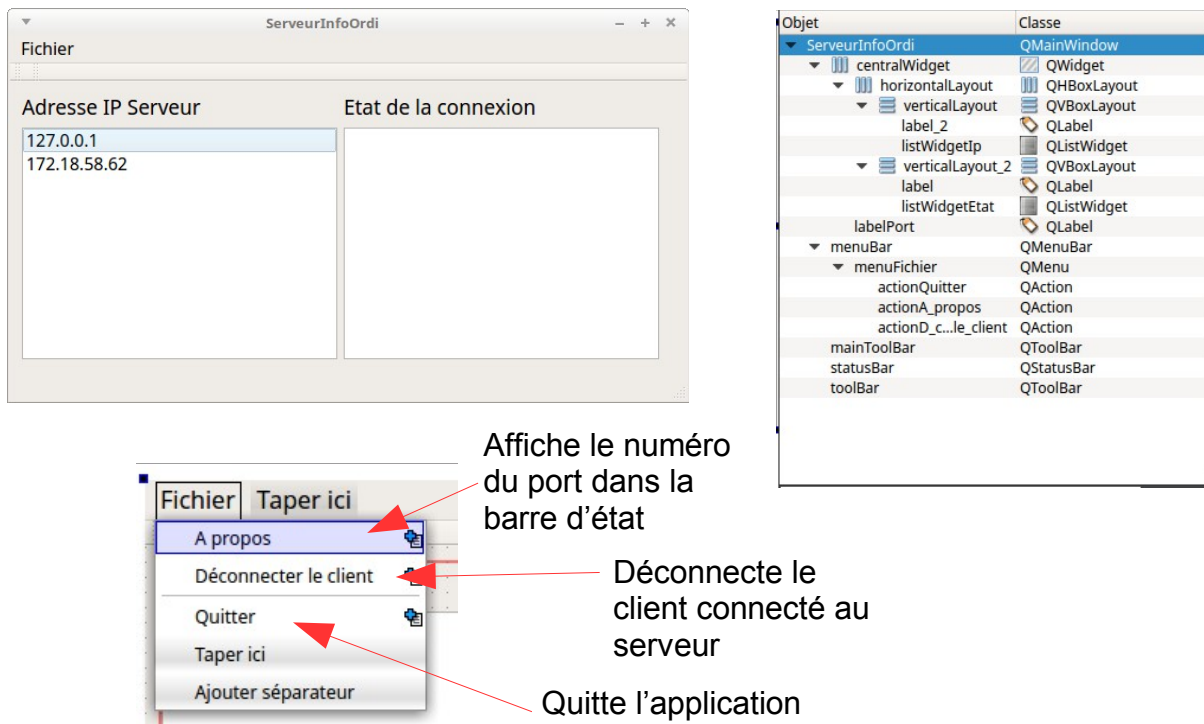 ServeurInfoOrdi
Fichier
Adresse IP Serveur Etat de la connexion
127.0.0.1
172.18.58.62
Objet Classe
ServeurInfoOrdi QMainWindow
centralWidget QWidget
horizontalLayout QHBoxLayout
verticalLayout QVBoxLayout
label_2 QLabel
listWidgetIp QListWidget
verticalLayout_2 QVBoxLayout
label QLabel
listWidgetEtat QListWidget
labelPort QLabel
menuBar QMenuBar
menuFichier QMenu
actionQuitter QAction
actionA_propos QAction
actionD_c...le_client QAction
mainToolBar QToolBar
statusBar QStatusBar
toolBar QToolBar
Fichier Taper ici
A propos
Déconnecter le client
Quitter
Taper ici
Ajouter séparateur
Affiche le numéro
du port dans la
barre d’état
Déconnecte le
client connecté au
serveur
Quitte l’application